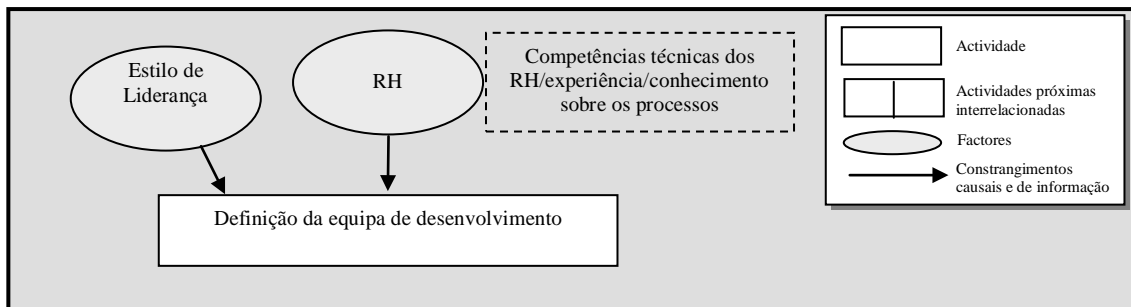 Estilo de
Liderança
RH
Competências técnicas dos
RH/experiência/conhecimento
sobre os processos
Definição da equipa de desenvolvimento
Actividade
Actividades próximas
interrelacionadas
Factores
Constrangimentos
causais e de informação